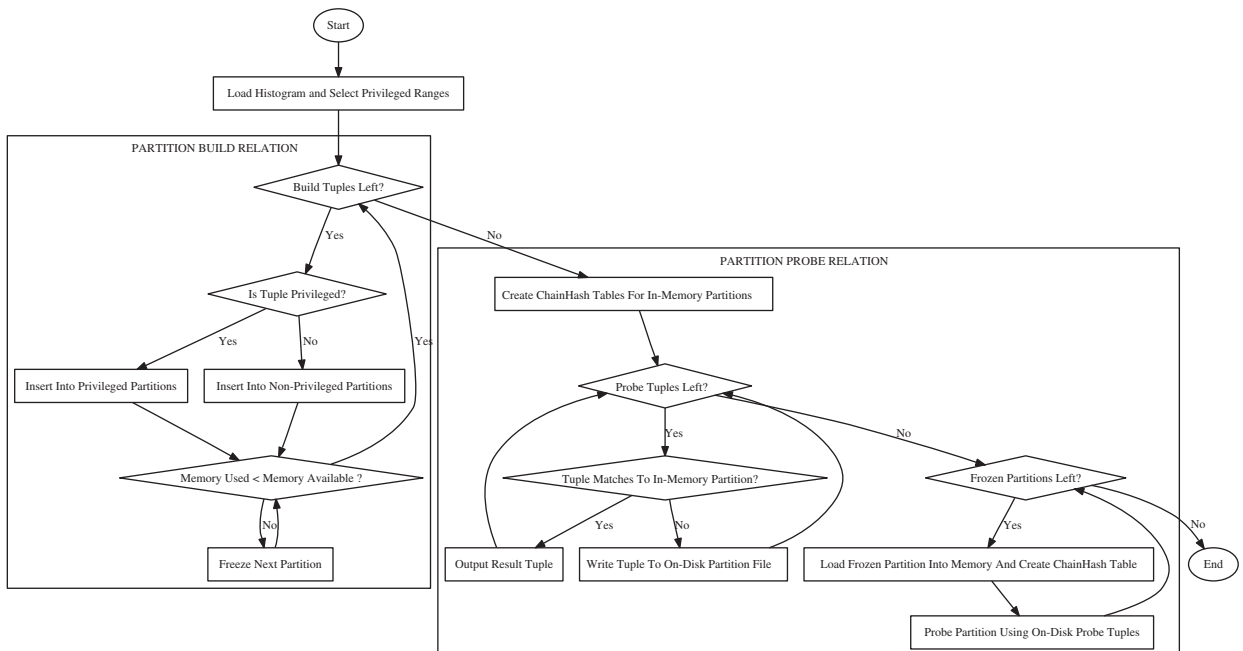 Start
Load Histogram and Select Privileged Ranges
PARTITION BUILD RELATION
Build Tuples Left?
Yes
No
Is Tuple Privileged?
Yes
No
Yes
Insert Into Privileged Partitions
Insert Into Non-Privileged Partitions
Memory Used < Memory Available ?
No
Freeze Next Partition
PARTITION PROBE RELATION
Create ChainHash Tables For In-Memory Partitions
Probe Tuples Left?
Yes
No
Tuple Matches To In-Memory Partition?
Yes
No
Output Result Tuple
Write Tuple To On-Disk Partition File
Frozen Partitions Left?
Yes
No
Load Frozen Partition Into Memory And Create ChainHash Table
End
Probe Partition Using On-Disk Probe Tuples